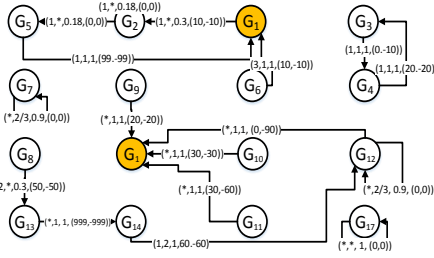 (1,*,0.18,(0,0))
G5 (1,*,0.18,(0,0)) G2 (1,*,0.3,(10,-10)) G1 G3
(1,1,1,(99.-99)) (3,1,1,(10,-10)) (1,1,1,(0.-10))
(1,1,1,(20.-20)
G7 G9 G6 G4
(*,2/3,0.9,(0,0)) (*,1,1,(20,-20))
(*,1,1, (0,-90))
G8 G1 (*,1,1,(30,-30)) G10 G12
2,*,0.3,(50,-50)) (*,1,1,(30,-60)) (*,2/3, 0.9, (0,0))
G13 (*,1, 1, (999,-999)) G14 G11 G17
(1,2,1,60.-60) (*,*, 1, (0,0))